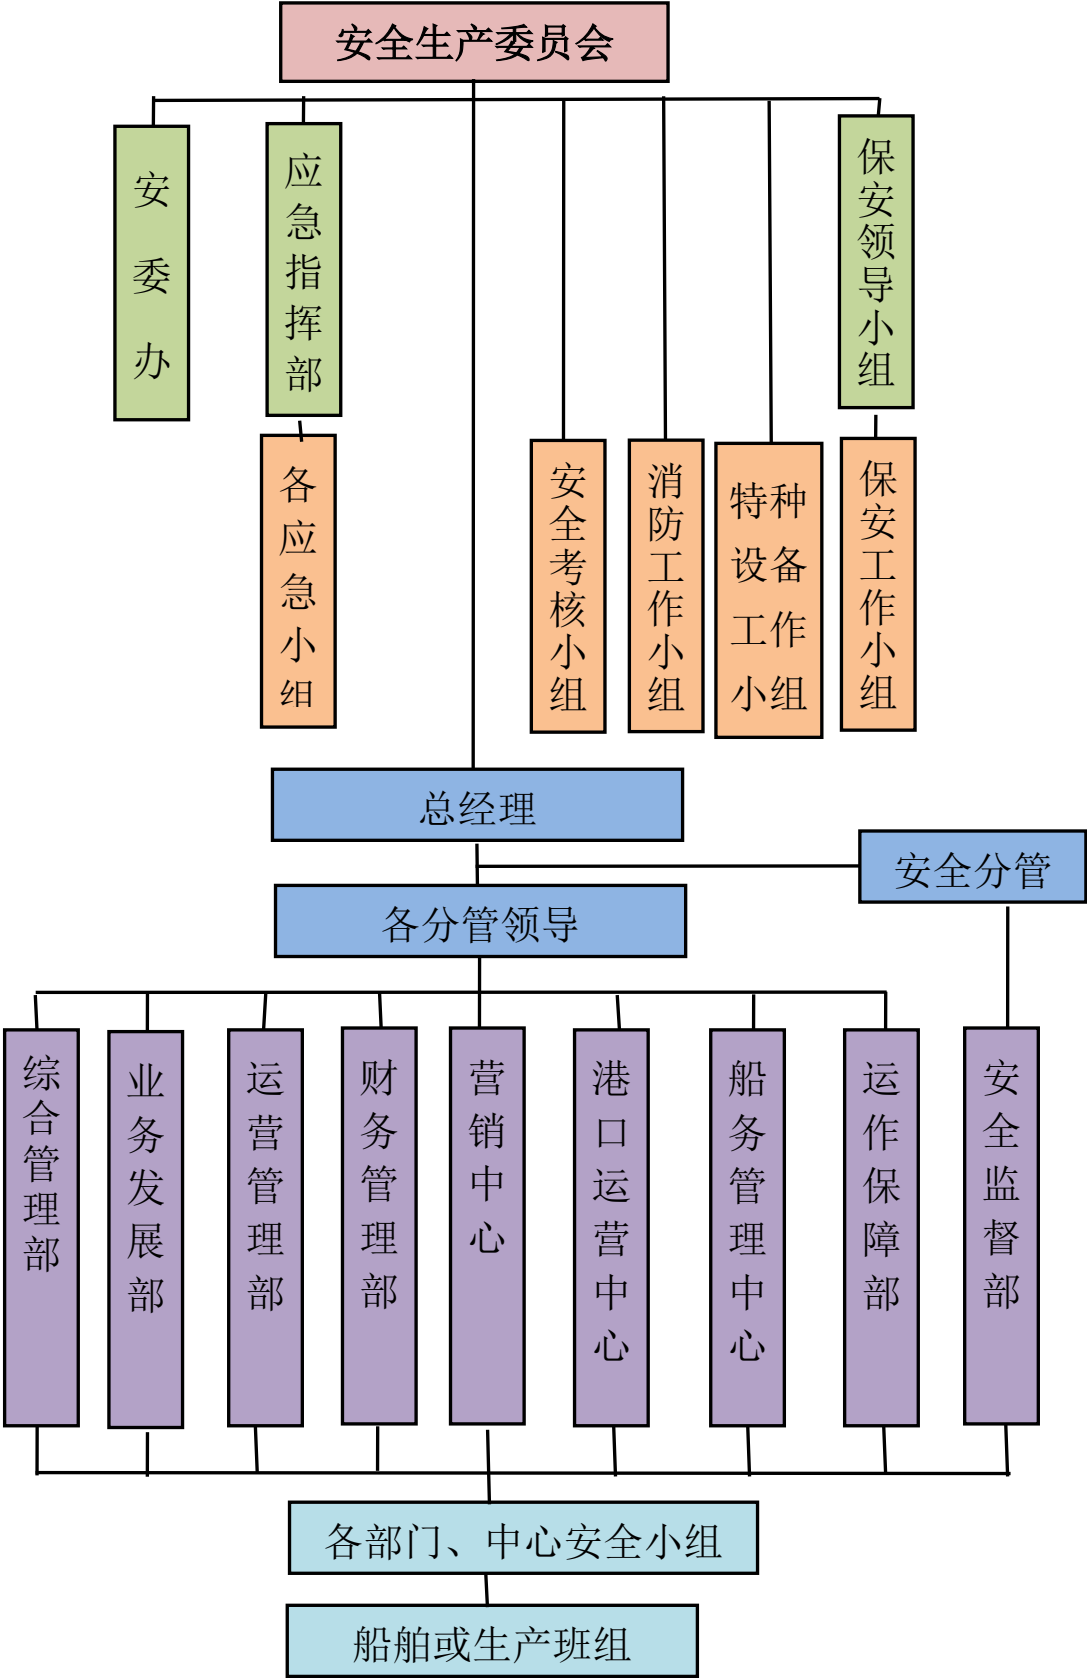 安全生产委员会
安委办
应急指挥部
保安领导小组
各应急小组
安全考核小组
消防工作小组
特种
设备
工作
小组
保安工作小组
总经理
安全分管
各分管领导
综合管理部
业务发展部
运营管理部
财务管理部
营销中心
港口运营中心
船务管理中心
运作保障部
安全监督部
各部门、中心安全小组
船舶或生产班组